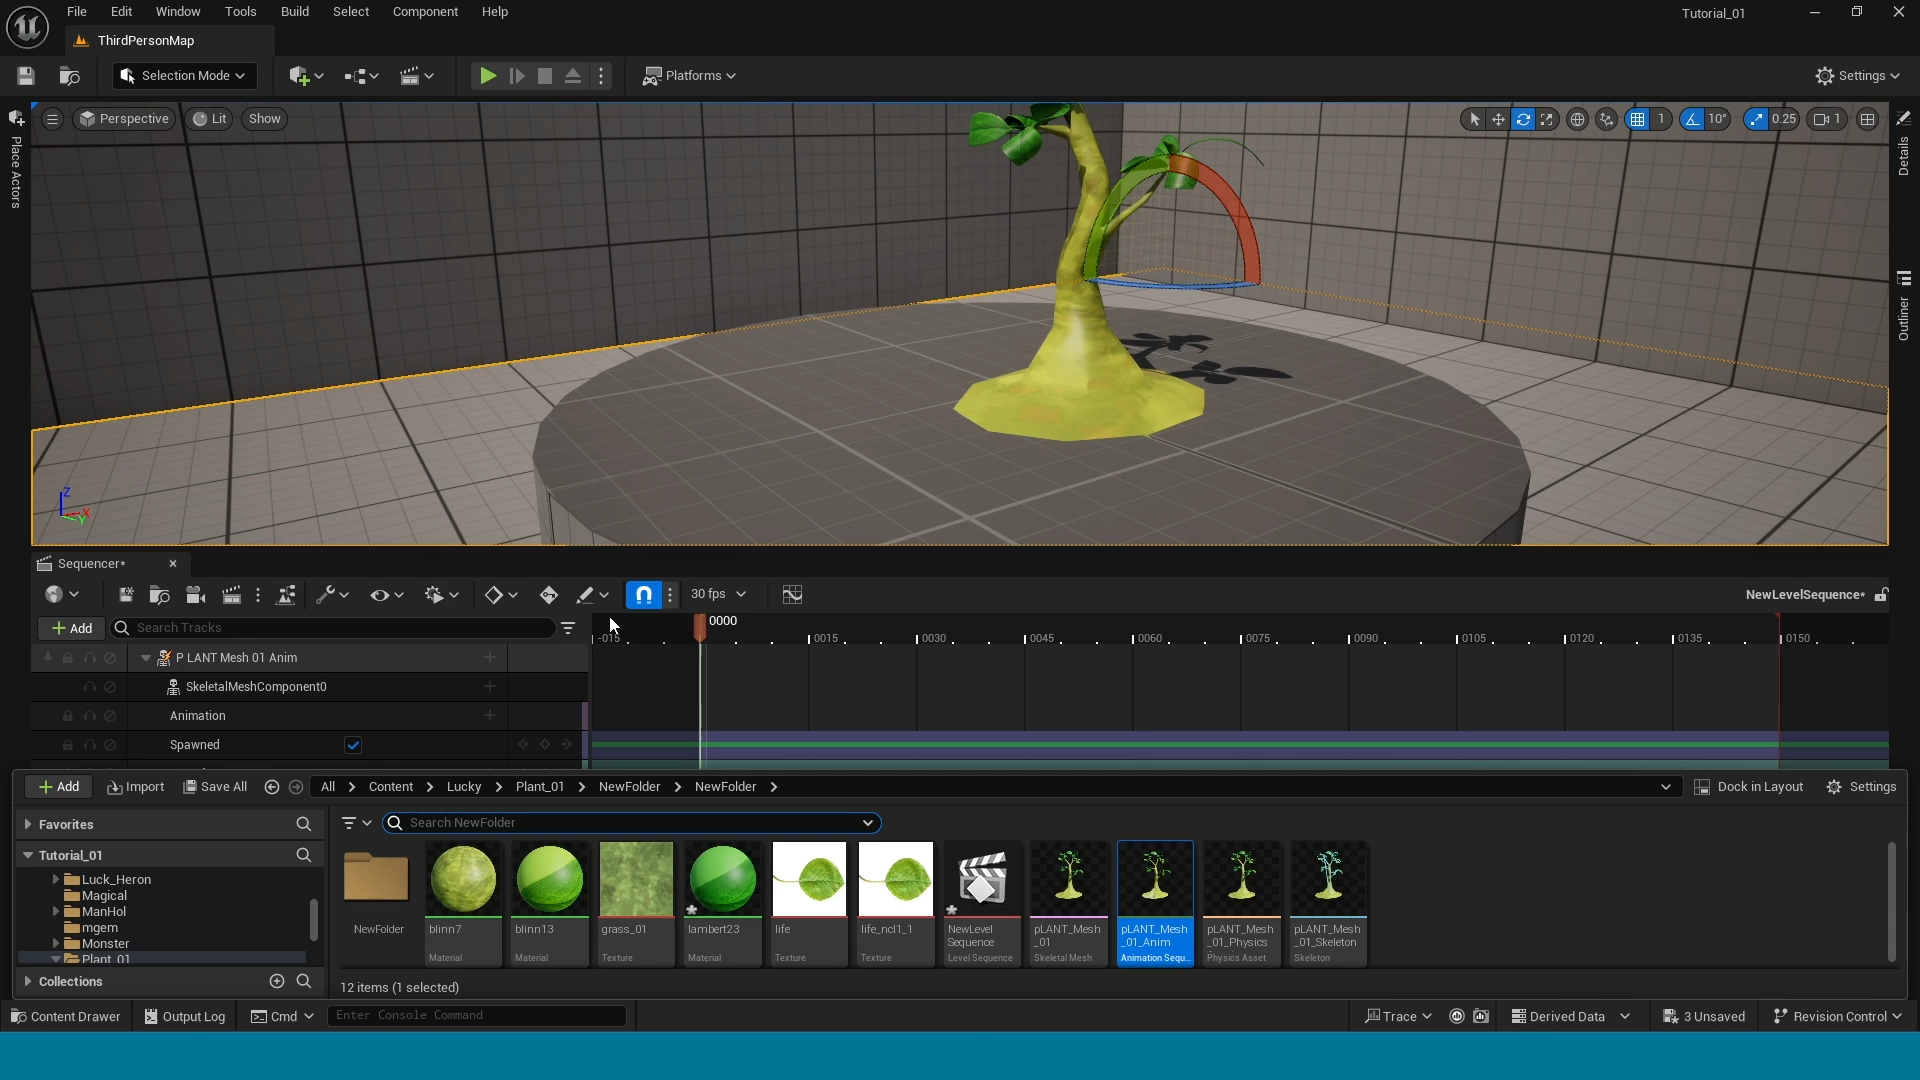 File Edit Window Tools Build Select Component Help
Tutorial_01
ThirdPersonMap
Selection Mode
Platforms
Settings
Perspective
Lit
Show
1
10°
0.25
1
Place Actors
Details
Outliner
Z
X
Y
Sequencer*
30 fps
NewLevelSequence*
Add
Search Tracks
0000
-015
0015
0030
0045
0060
0075
0090
0105
0120
0135
0150
P LANT Mesh 01 Anim
SkeletalMeshComponent0
Animation
Spawned
Add
Import
Save All
All
Content
Lucky
Plant_01
NewFolder
NewFolder
Dock in Layout
Settings
Favorites
Search NewFolder
Tutorial_01
Luck_Heron
Magical
ManHol
mgem
Monster
Plant_01
Collections
NewFolder
blinn7
Material
blinn13
Material
grass_01
Texture
lambert23
Material
life
Texture
life_ncl1_1
Texture
NewLevel
Sequence
Level Sequence
pLANT_Mesh
_01
Skeletal Mesh
pLANT_Mesh
_01_Anim
Animation Sequ...
pLANT_Mesh
_01_Physics
Physics Asset
pLANT_Mesh
_01_Skeleton
Skeleton
12 items (1 selected)
Content Drawer
Output Log
Cmd
Enter Console Command
Trace
Derived Data
3 Unsaved
Revision Control